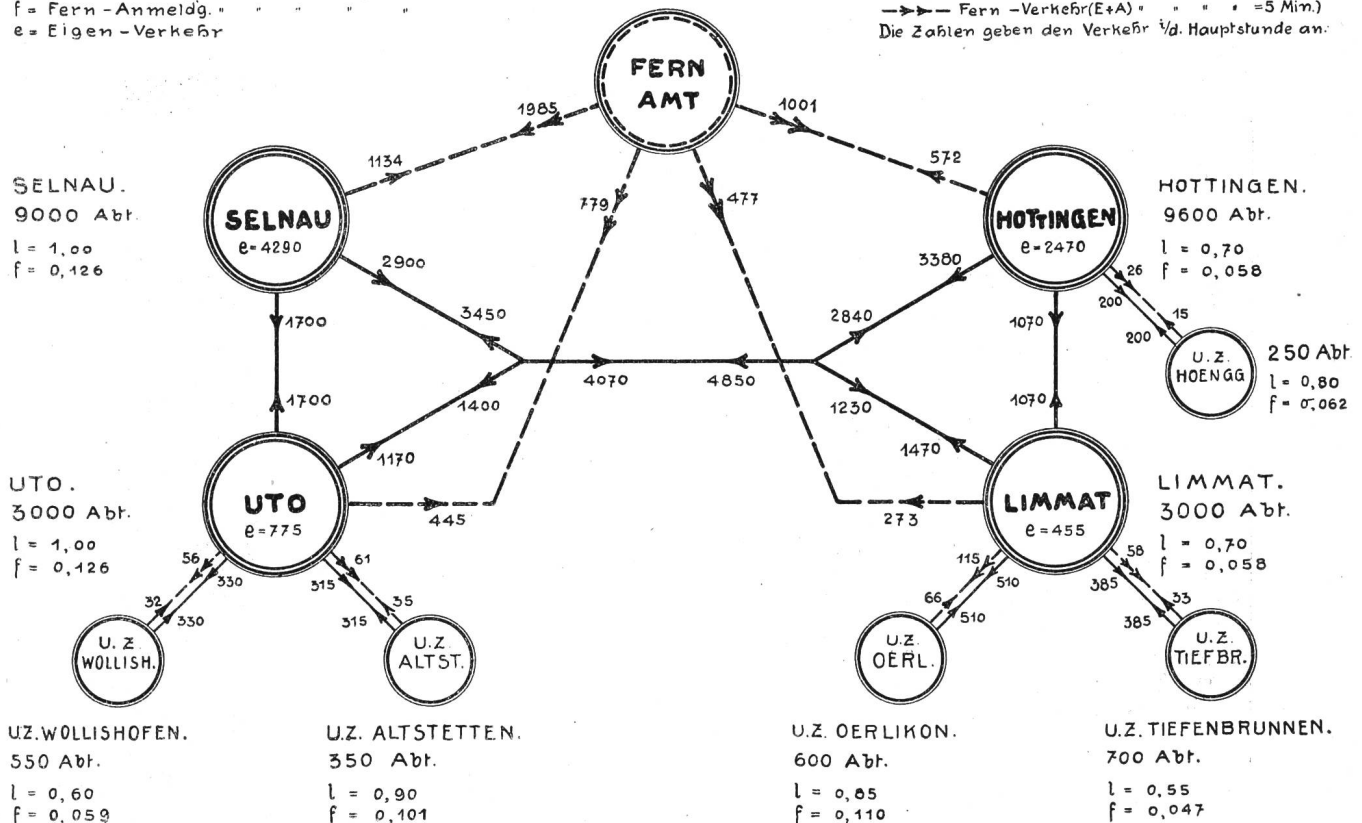 f = Fern-Anmeldg. " " " " "
e = Eigen-Verkehr
Fern-Verkehr(E+A) " " " " =5 Min.)
Die Zahlen geben den Verkehr i/d. Hauptstunde an.
FERN
AMT
1985
1001
1134
572
779
477
SELNAU.
9000 Abt.
l = 1,00
f = 0,126
SELNAU
e=4290
HOTTINGEN
e=2470
HOTTINGEN.
9600 Abt.
l = 0,70
f = 0,058
2900
3450
3380
2840
26
200
15
200
U.Z.
HOENGG
250 Abt.
l = 0,80
f = 0,062
1700
1070
4070
4850
1700
1400
1170
1230
1470
1070
UTO.
3000 Abt.
l = 1,00
f = 0,126
UTO
e=775
445
273
LIMMAT
e=455
LIMMAT.
3000 Abt.
l = 0,70
f = 0,058
56
330
32
330
61
315
35
315
115
510
66
510
58
385
33
385
U.Z.
WOLLISH.
U.Z.
ALTST.
U.Z.
OERL.
U.Z.
TIEFBR.
U.Z.WOLLISHOFEN.
550 Abt.
l = 0,60
f = 0,059
U.Z. ALTSTETTEN.
350 Abt.
l = 0,90
f = 0,101
U.Z. OERLIKON.
600 Abt.
l = 0,85
f = 0,110
U.Z. TIEFENBRUNNEN.
700 Abt.
l = 0,55
f = 0,047